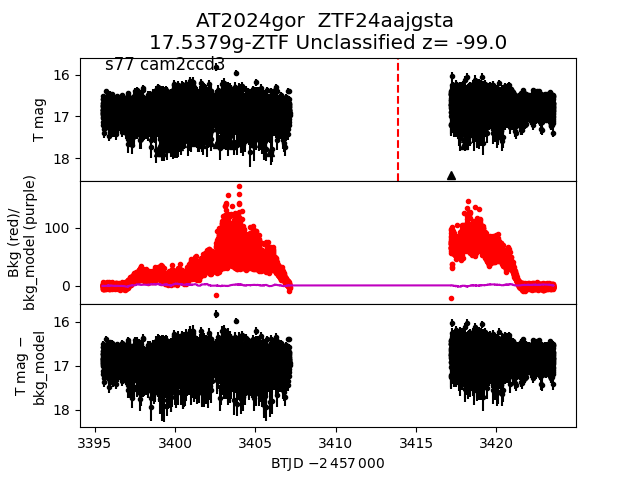 AT2024gor  ZTF24aajgsta
17.5379g-ZTF Unclassified z= -99.0
s77 cam2ccd3
T mag
16
17
18
Bkg (red)/
bkg_model (purple)
100
0
T mag −
bkg_model
16
17
18
3395 3400 3405 3410 3415 3420
BTJD −2 457 000